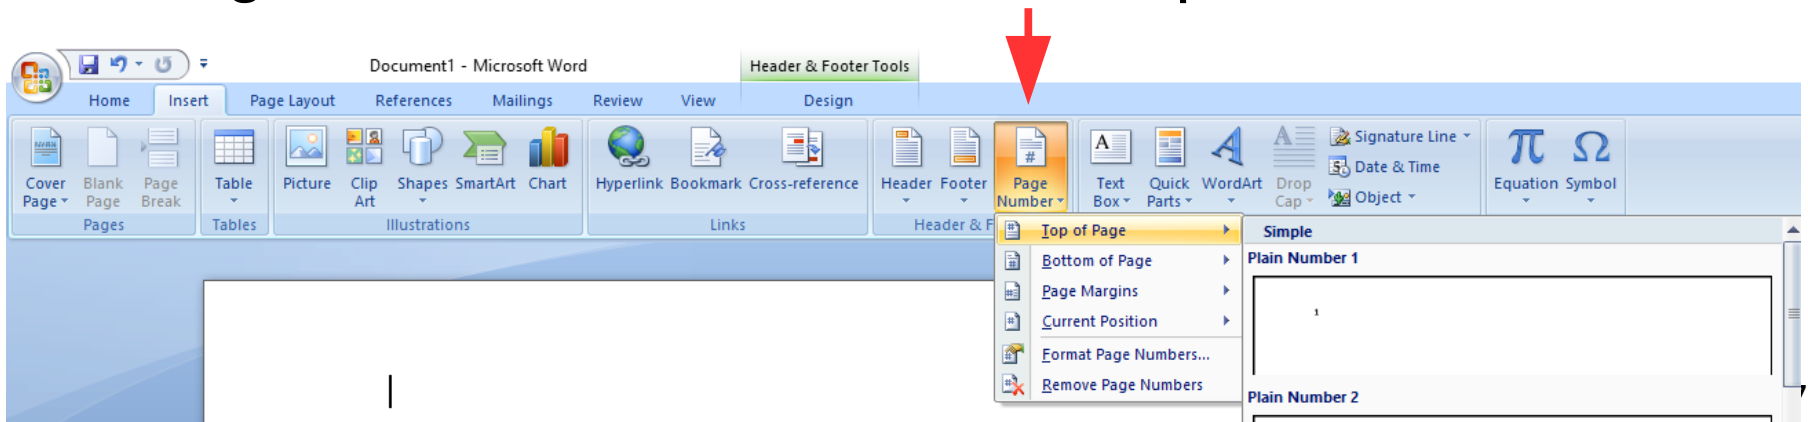 Document1 - Microsoft Word
Header & Footer Tools
Home Insert Page Layout References Mailings Review View Design
Cover Page
Blank Page
Page Break
Pages
Table
Tables
Picture
Clip Art
Shapes
SmartArt
Chart
Illustrations
Hyperlink
Bookmark
Cross-reference
Links
Header
Footer
Page Number
Header & F
Text Box
Quick Parts
WordArt
Drop Cap
Signature Line
Date & Time
Object
Equation
Symbol
Top of Page
Bottom of Page
Page Margins
Current Position
Format Page Numbers...
Remove Page Numbers
Simple
Plain Number 1
1
Plain Number 2